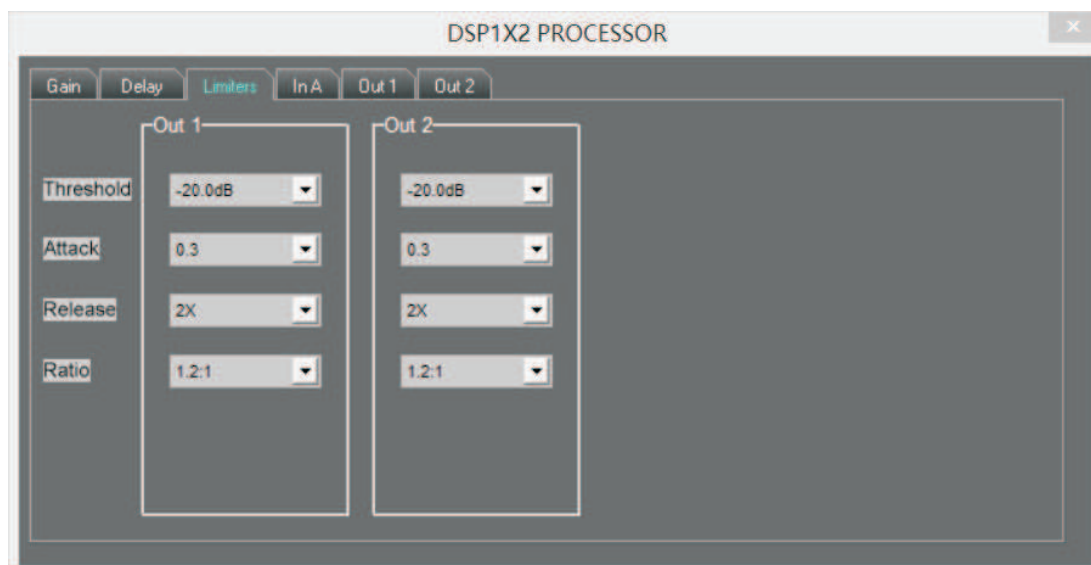 DSP1X2 PROCESSOR
Gain Delay Limiters In A Out 1 Out 2
Out 1 Out 2
Threshold -20.0dB -20.0dB
Attack 0.3 0.3
Release 2X 2X
Ratio 1.2:1 1.2:1